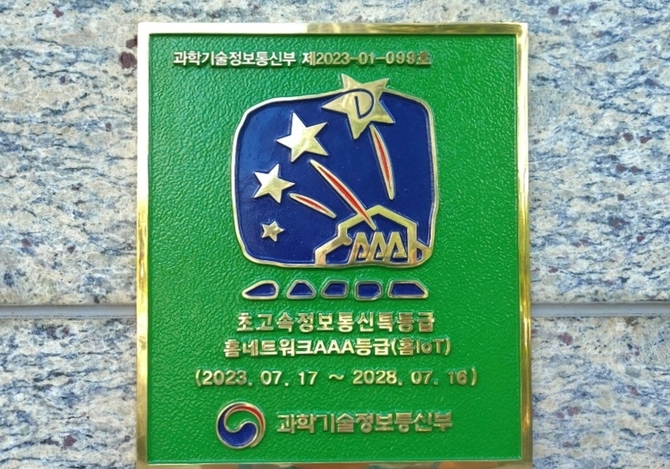 과학기술정보통신부 제2023-01-099호
D
AAA
초고속정보통신특등급
홈네트워크AAA등급(홈IoT)
(2023. 07. 17 ~ 2028. 07. 16)
과학기술정보통신부